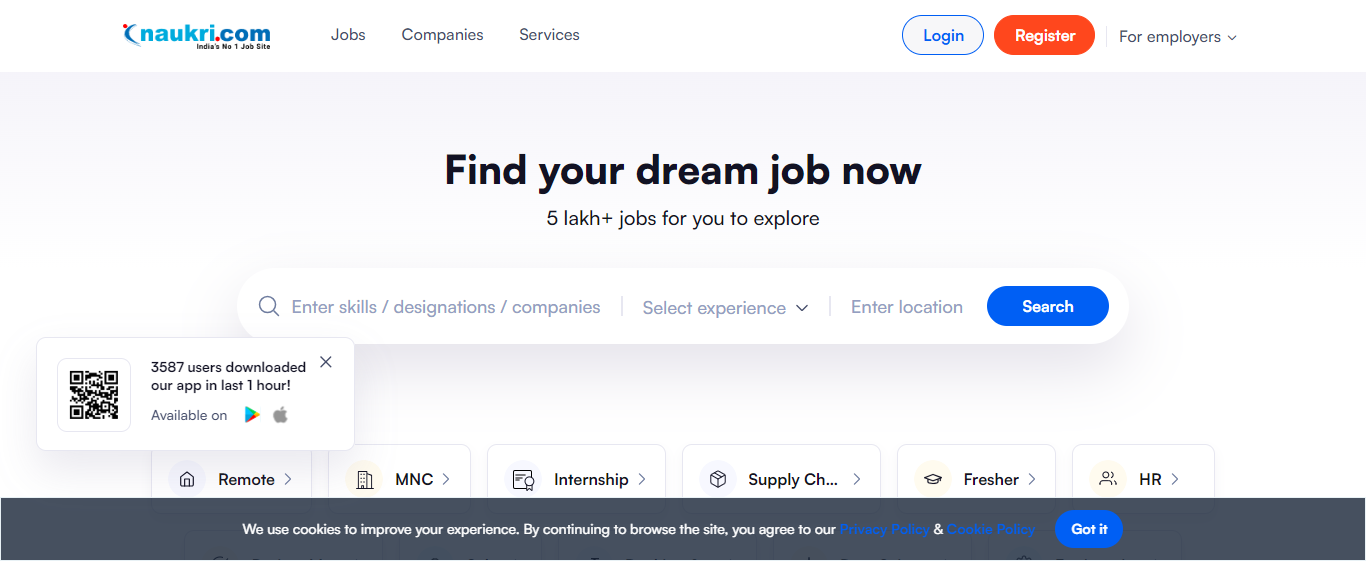 naukri.com
India's No 1 Job Site
Jobs Companies Services
Login Register For employers
Find your dream job now
5 lakh+ jobs for you to explore
Enter skills / designations / companies Select experience Enter location Search
3587 users downloaded
our app in last 1 hour!
Available on
Remote MNC Internship Supply Ch... Fresher HR
We use cookies to improve your experience. By continuing to browse the site, you agree to our Privacy Policy & Cookie Policy Got it